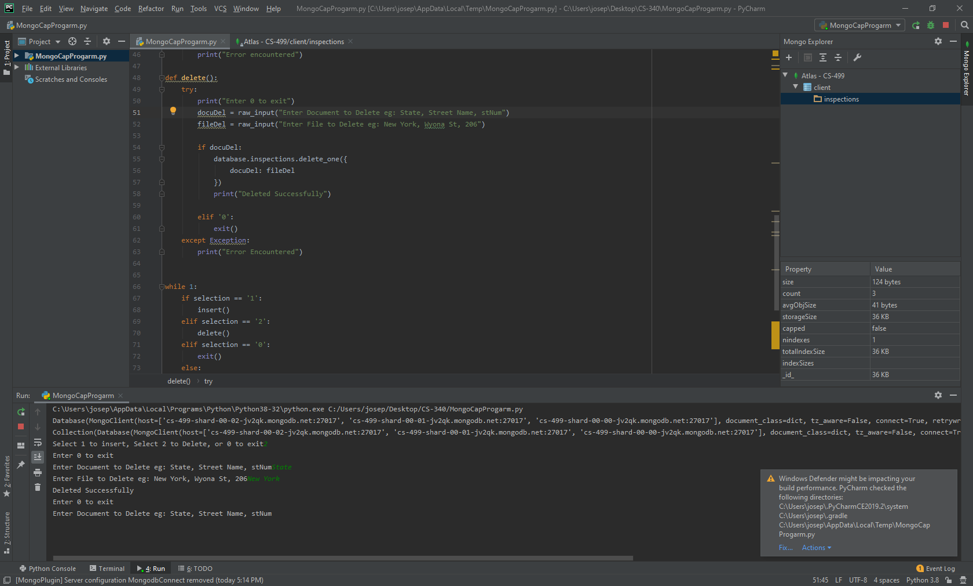 File Edit View Navigate Code Refactor Run Tools VCS Window Help MongoCapProgarm.py [C:\Users\josep\AppData\Local\Temp\MongoCapProgarm.py] - C:\Users\josep\Desktop\CS-340\MongoCapProgarm.py - PyCharm
MongoCapProgarm.py
MongoCapProgarm
1: Project
Project
MongoCapProgarm.py
External Libraries
Scratches and Consoles
MongoCapProgarm.py
Atlas - CS-499/client/inspections
46 print("Error encountered")
47
48 def delete():
49 try:
50 print("Enter 0 to exit")
51 docuDel = raw_input("Enter Document to Delete eg: State, Street Name, stNum")
52 fileDel = raw_input("Enter File to Delete eg: New York, Wyona St, 206")
53
54 if docuDel:
55 database.inspections.delete_one({
56 docuDel: fileDel
57 })
58 print("Deleted Successfully")
59
60 elif '0':
61 exit()
62 except Exception:
63 print("Error Encountered")
64
65
66 while 1:
67 if selection == '1':
68 insert()
69 elif selection == '2':
70 delete()
71 elif selection == '0':
72 exit()
73 else:
delete() › try
Mongo Explorer
Atlas - CS-499
client
inspections
Mongo Explorer
Property Value
size 124 bytes
count 3
avgObjSize 41 bytes
storageSize 36 KB
capped false
nindexes 1
totalIndexSize 36 KB
indexSizes
_id_ 36 KB
Run: MongoCapProgarm
C:\Users\josep\AppData\Local\Programs\Python\Python38-32\python.exe C:/Users/josep/Desktop/CS-340/MongoCapProgarm.py
Database(MongoClient(host=['cs-499-shard-00-02-jv2qk.mongodb.net:27017', 'cs-499-shard-00-01-jv2qk.mongodb.net:27017', 'cs-499-shard-00-00-jv2qk.mongodb.net:27017'], document_class=dict, tz_aware=False, connect=True, retrywr
Collection(Database(MongoClient(host=['cs-499-shard-00-02-jv2qk.mongodb.net:27017', 'cs-499-shard-00-01-jv2qk.mongodb.net:27017', 'cs-499-shard-00-00-jv2qk.mongodb.net:27017'], document_class=dict, tz_aware=False, connect=Tr
Select 1 to insert, Select 2 to Delete, or 0 to exit2
Enter 0 to exit
Enter Document to Delete eg: State, Street Name, stNumState
Enter File to Delete eg: New York, Wyona St, 206New York
Deleted Successfully
Enter 0 to exit
Enter Document to Delete eg: State, Street Name, stNum
2: Favorites
7: Structure
Windows Defender might be impacting your
build performance. PyCharm checked the
following directories:
C:\Users\josep\.PyCharmCE2019.2\system
C:\Users\josep\.gradle
C:\Users\josep\AppData\Local\Temp\MongoCap
Progarm.py
Fix... Actions
Python Console Terminal 4: Run 6: TODO Event Log
[MongoPlugin] Server configuration MongodbConnect removed (today 5:14 PM) 51:45 LF UTF-8 4 spaces Python 3.8